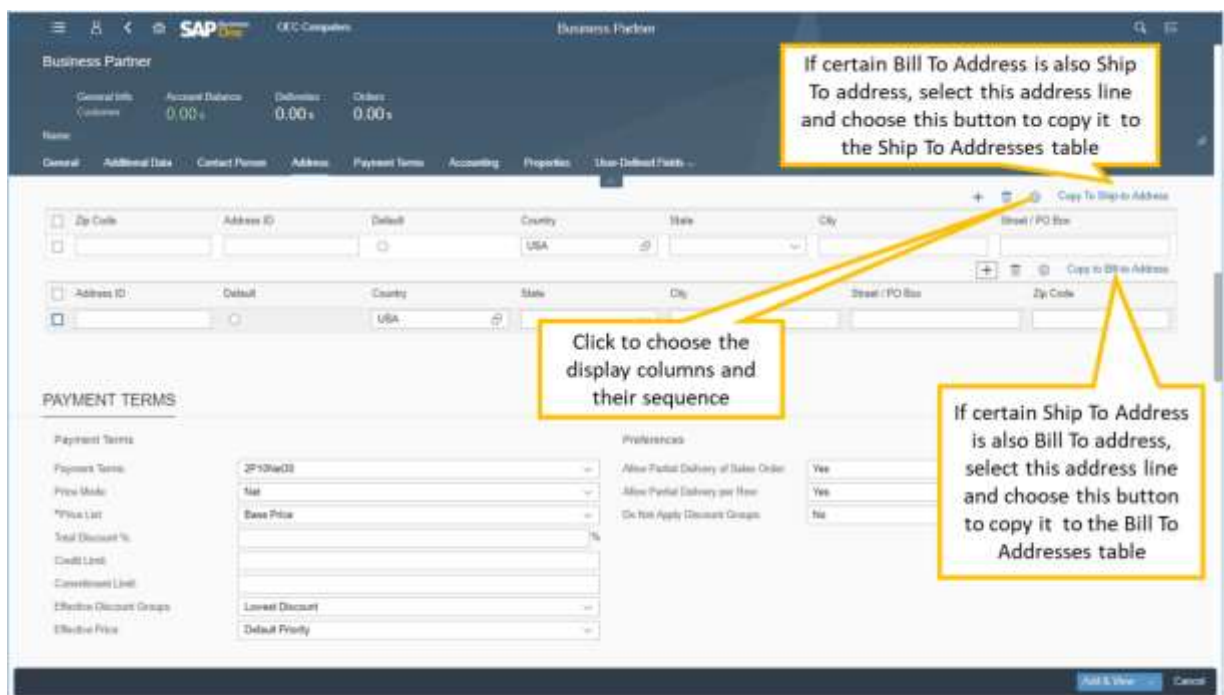 SAP Business One OEC Computers Business Partner
Business Partner
General Info Account Balance Deliveries Orders
Customer 0.00 $ 0.00 $ 0.00 $
Name:
General Additional Data Contact Person Address Payment Terms Accounting Properties User-Defined Fields
If certain Bill To Address is also Ship
To address, select this address line
and choose this button to copy it to
the Ship To Addresses table
Copy To Ship-to Address
Zip Code Address ID Default Country State City Street / PO Box
USA
Copy to Bill-to Address
Address ID Default Country State City Street / PO Box Zip Code
USA
Click to choose the
display columns and
their sequence
If certain Ship To Address
is also Bill To address,
select this address line
and choose this button
to copy it to the Bill To
Addresses table
PAYMENT TERMS
Payment Terms
Payment Terms:
Price Mode: Net
*Price List: Base Price
Total Discount %: %
Credit Limit:
Commitment Limit:
Effective Discount Groups: Lowest Discount
Effective Price: Default Priority
Preferences
Allow Partial Delivery of Sales Order: Yes
Allow Partial Delivery per Row: Yes
Do Not Apply Discount Groups: No
Add & View Cancel